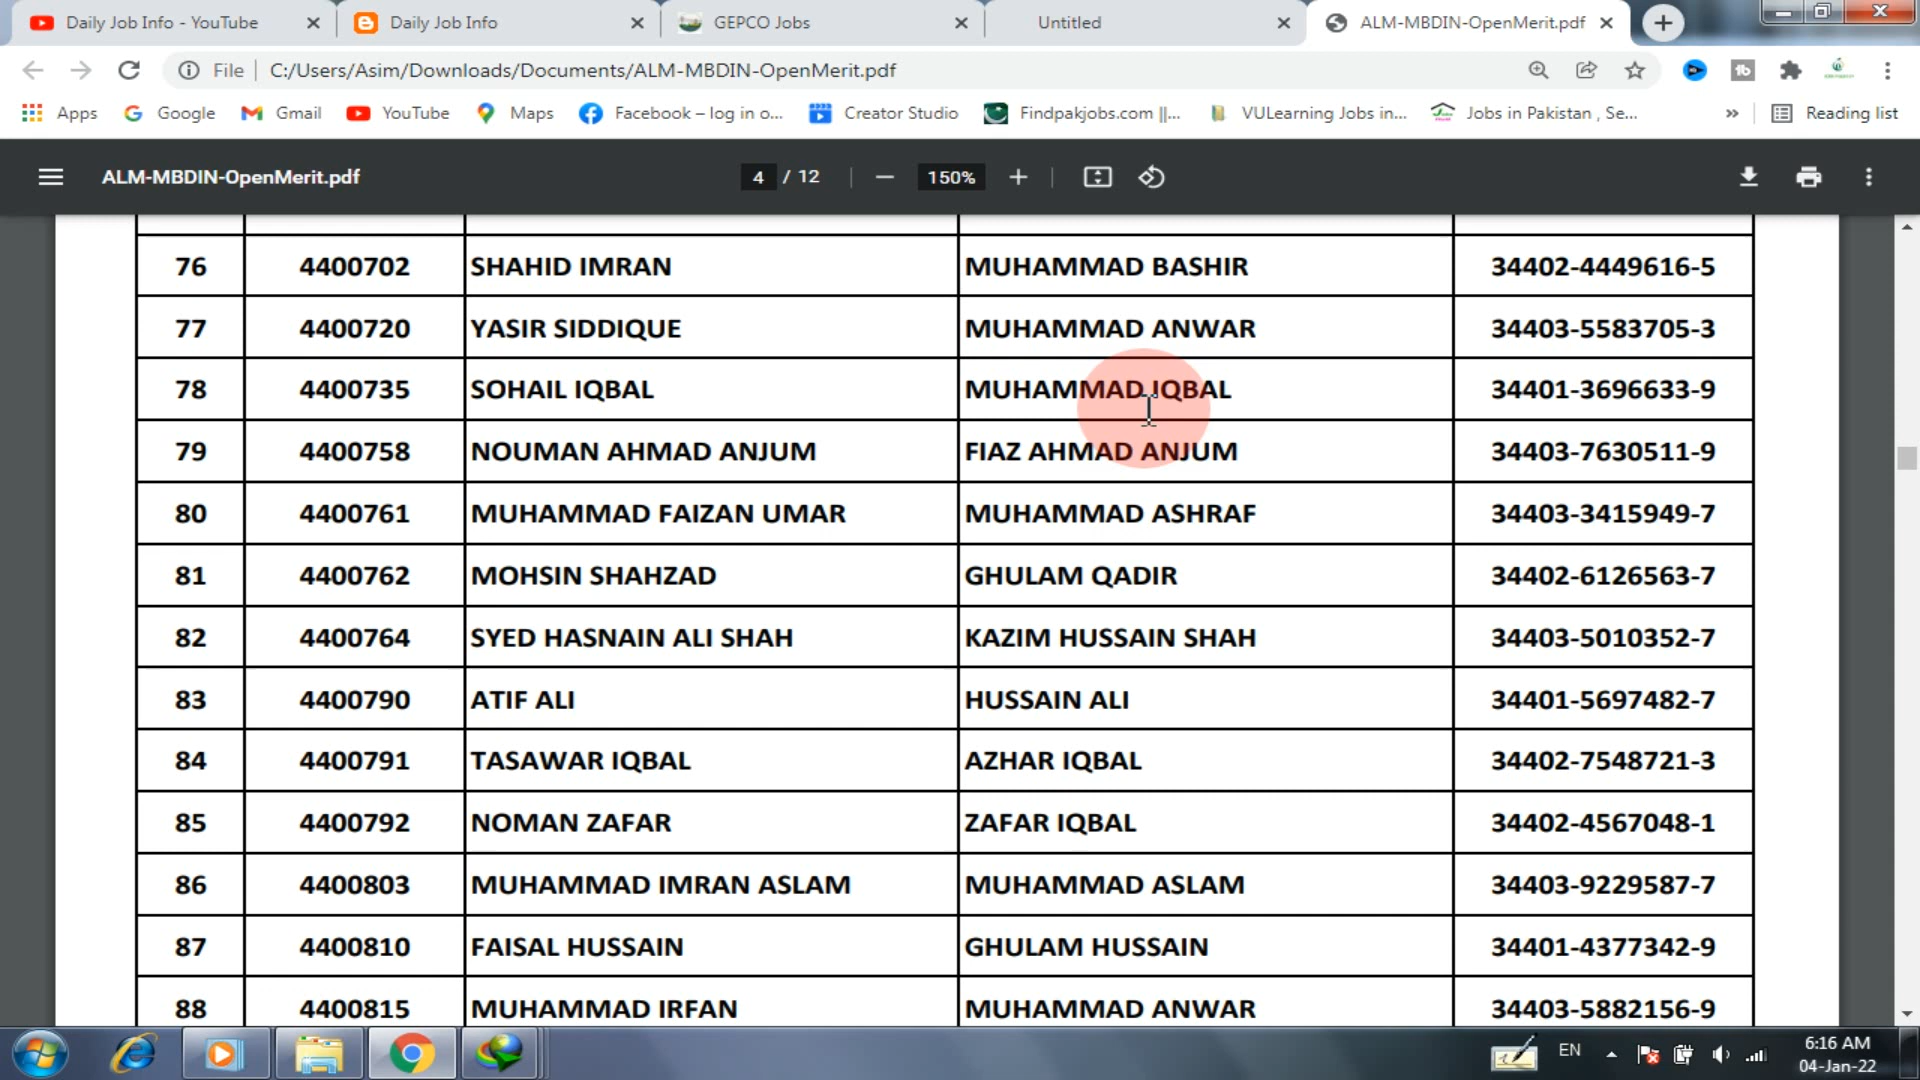 Daily Job Info - YouTube
Daily Job Info
GEPCO Jobs
Untitled
ALM-MBDIN-OpenMerit.pdf
File C:/Users/Asim/Downloads/Documents/ALM-MBDIN-OpenMerit.pdf
Apps Google Gmail YouTube Maps Facebook – log in o... Creator Studio Findpakjobs.com ||... VULearning Jobs in... Jobs in Pakistan , Se... » Reading list
ALM-MBDIN-OpenMerit.pdf 4 / 12 150%
76 4400702 SHAHID IMRAN MUHAMMAD BASHIR 34402-4449616-5
77 4400720 YASIR SIDDIQUE MUHAMMAD ANWAR 34403-5583705-3
78 4400735 SOHAIL IQBAL MUHAMMAD IQBAL 34401-3696633-9
79 4400758 NOUMAN AHMAD ANJUM FIAZ AHMAD ANJUM 34403-7630511-9
80 4400761 MUHAMMAD FAIZAN UMAR MUHAMMAD ASHRAF 34403-3415949-7
81 4400762 MOHSIN SHAHZAD GHULAM QADIR 34402-6126563-7
82 4400764 SYED HASNAIN ALI SHAH KAZIM HUSSAIN SHAH 34403-5010352-7
83 4400790 ATIF ALI HUSSAIN ALI 34401-5697482-7
84 4400791 TASAWAR IQBAL AZHAR IQBAL 34402-7548721-3
85 4400792 NOMAN ZAFAR ZAFAR IQBAL 34402-4567048-1
86 4400803 MUHAMMAD IMRAN ASLAM MUHAMMAD ASLAM 34403-9229587-7
87 4400810 FAISAL HUSSAIN GHULAM HUSSAIN 34401-4377342-9
88 4400815 MUHAMMAD IRFAN MUHAMMAD ANWAR 34403-5882156-9
EN
6:16 AM
04-Jan-22